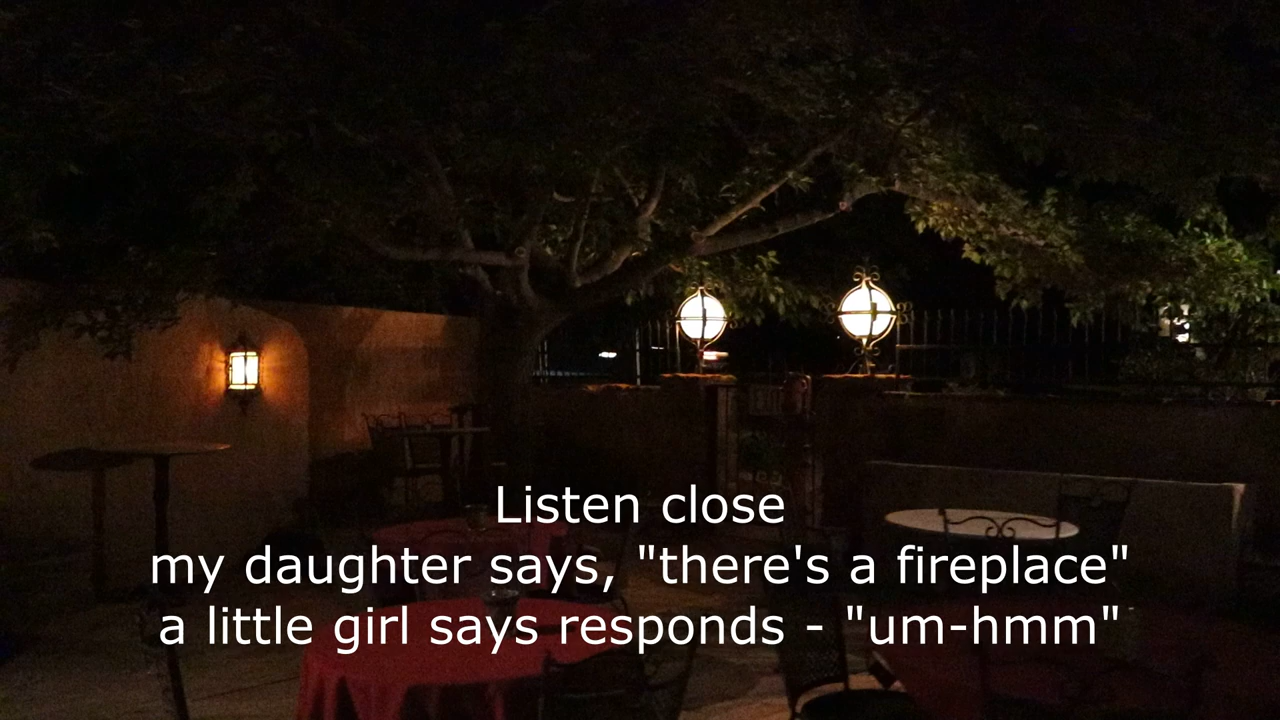 Listen close
my daughter says, "there's a fireplace"
a little girl says responds - "um-hmm"